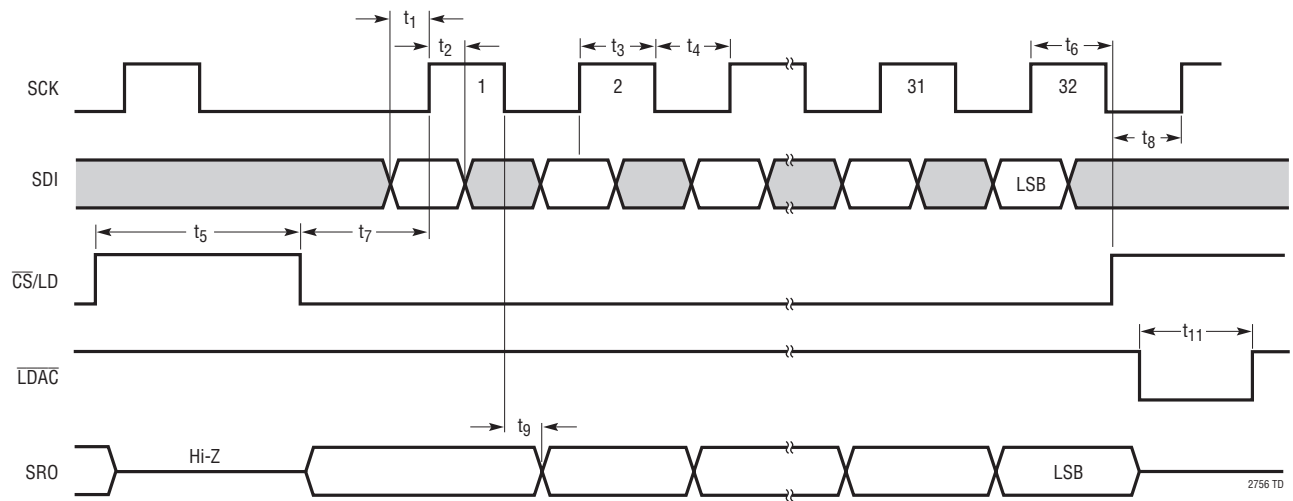 t1
t2
t3
t4
t6
SCK
1
2
31
32
t8
SDI
LSB
t5
t7
CS/LD
t11
LDAC
t9
SRO
Hi-Z
LSB
2756 TD